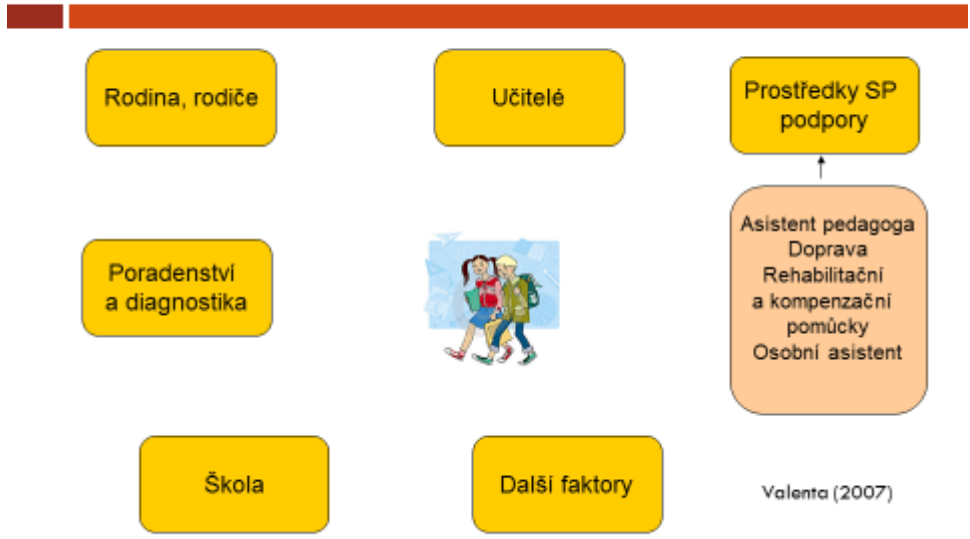 Rodina, rodiče
Učitelé
Prostředky SP
podpory
Asistent pedagoga
Doprava
Rehabilitační
a kompenzační
pomůcky
Osobní asistent
Poradenství
a diagnostika
Škola
Další faktory
Valenta (2007)